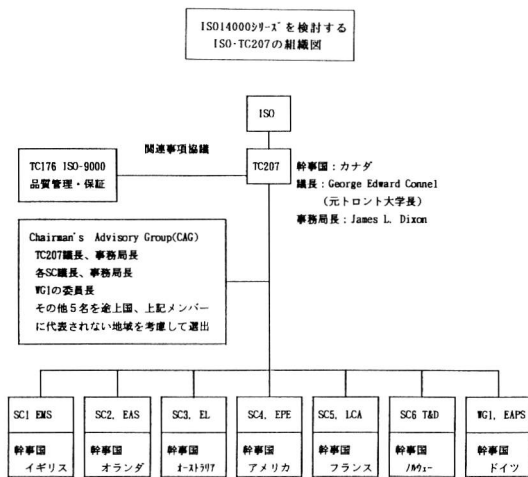 ISO14000ｼﾘｰｽﾞを検討する
ISO-TC207の組織図
ISO
関連事項協議
TC176 ISO-9000
品質管理・保証
TC207
幹事国：カナダ
議長：George Edward Connel
（元トロント大学長）
事務局長：James L. Dixon
Chairman's Advisory Group(CAG)
TC207議長、事務局長
各SC議長、事務局長
WG1の委員長
その他５名を途上国、上記メンバー
に代表されない地域を考慮して選出
SC1 EMS
幹事国
イギリス
SC2, EAS
幹事国
オランダ
SC3, EL
幹事国
ｵｰｽﾄﾗﾘｱ
SC4, EPE
幹事国
アメリカ
SC5, LCA
幹事国
フランス
SC6 T&D
幹事国
ﾉﾙｳｪｰ
WG1, EAPS
幹事国
ドイツ